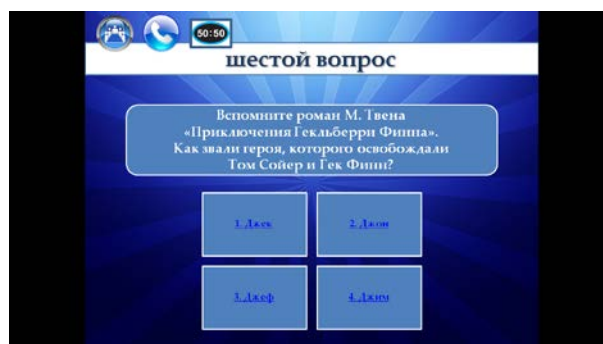 50:50
шестой вопрос
Вспомните роман М. Твена
«Приключения Гекльберри Финна».
Как звали героя, которого освобождали
Том Сойер и Гек Финн?
1. Джек
2. Джон
3. Джеф
4. Джим